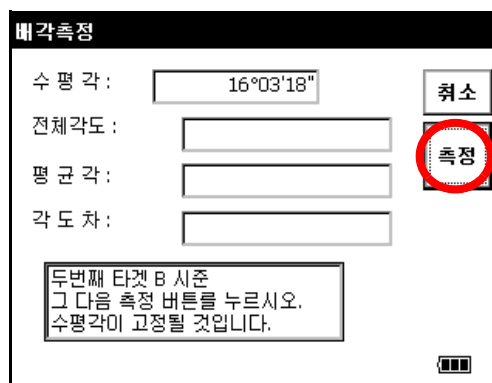 배각측정
수 평 각 : 16°03'18"
취소
전체각도 :
측정
평 균 각 :
각 도 차 :
두번째 타겟 B 시준
그 다음 측정 버튼를 누르시오.
수평각이 고정될 것입니다.